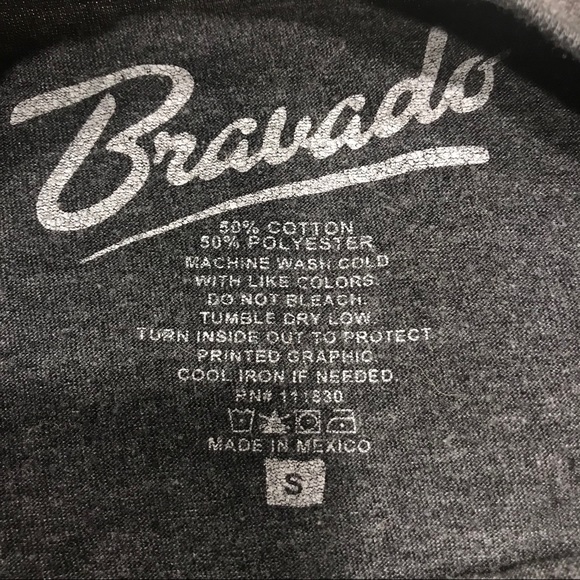 Bravado
50% COTTON
50% POLYESTER
MACHINE WASH COLD
WITH LIKE COLORS.
DO NOT BLEACH.
TUMBLE DRY LOW.
TURN INSIDE OUT TO PROTECT
PRINTED GRAPHIC.
COOL IRON IF NEEDED.
RN# 111830
MADE IN MEXICO
S